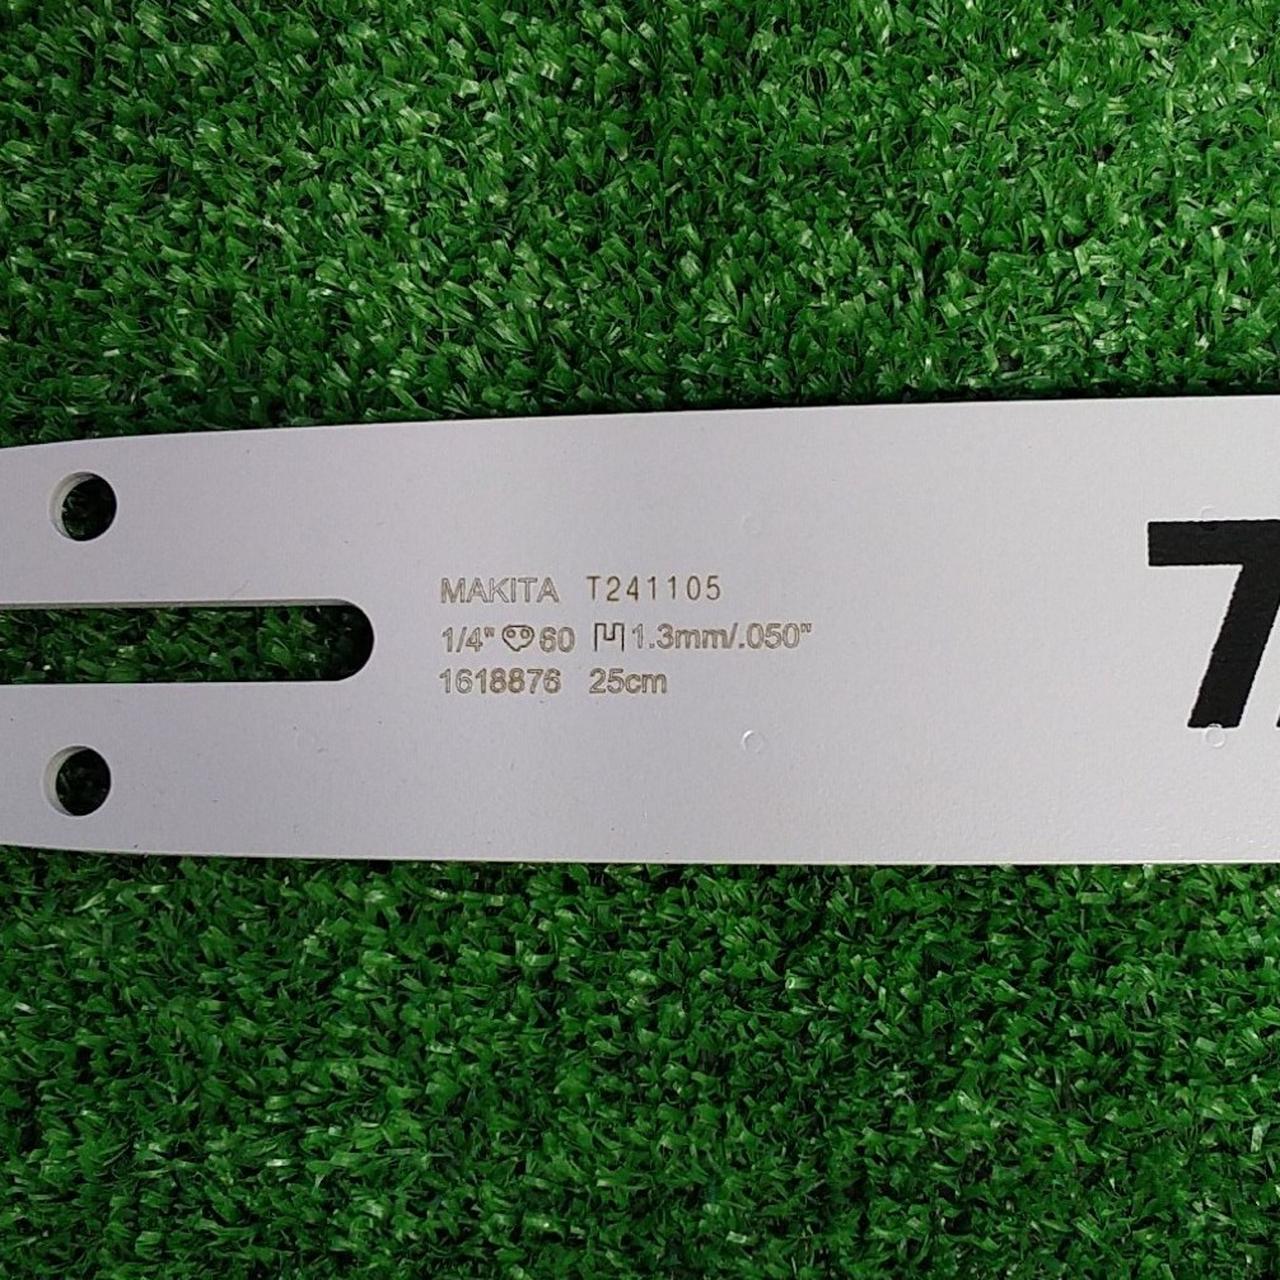 MAKITA T241105
1/4" 60 1.3mm/.050"
1618876 25cm